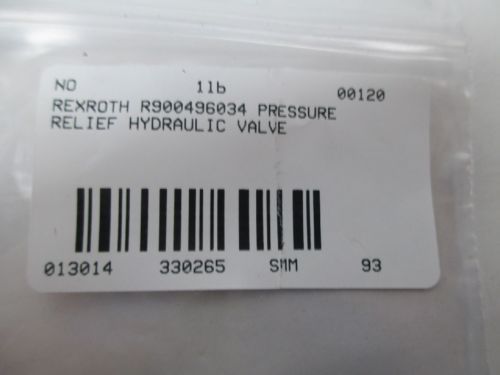 NO 1lb 00120
REXROTH R900496034 PRESSURE
RELIEF HYDRAULIC VALVE
013014 330265 SMM 93